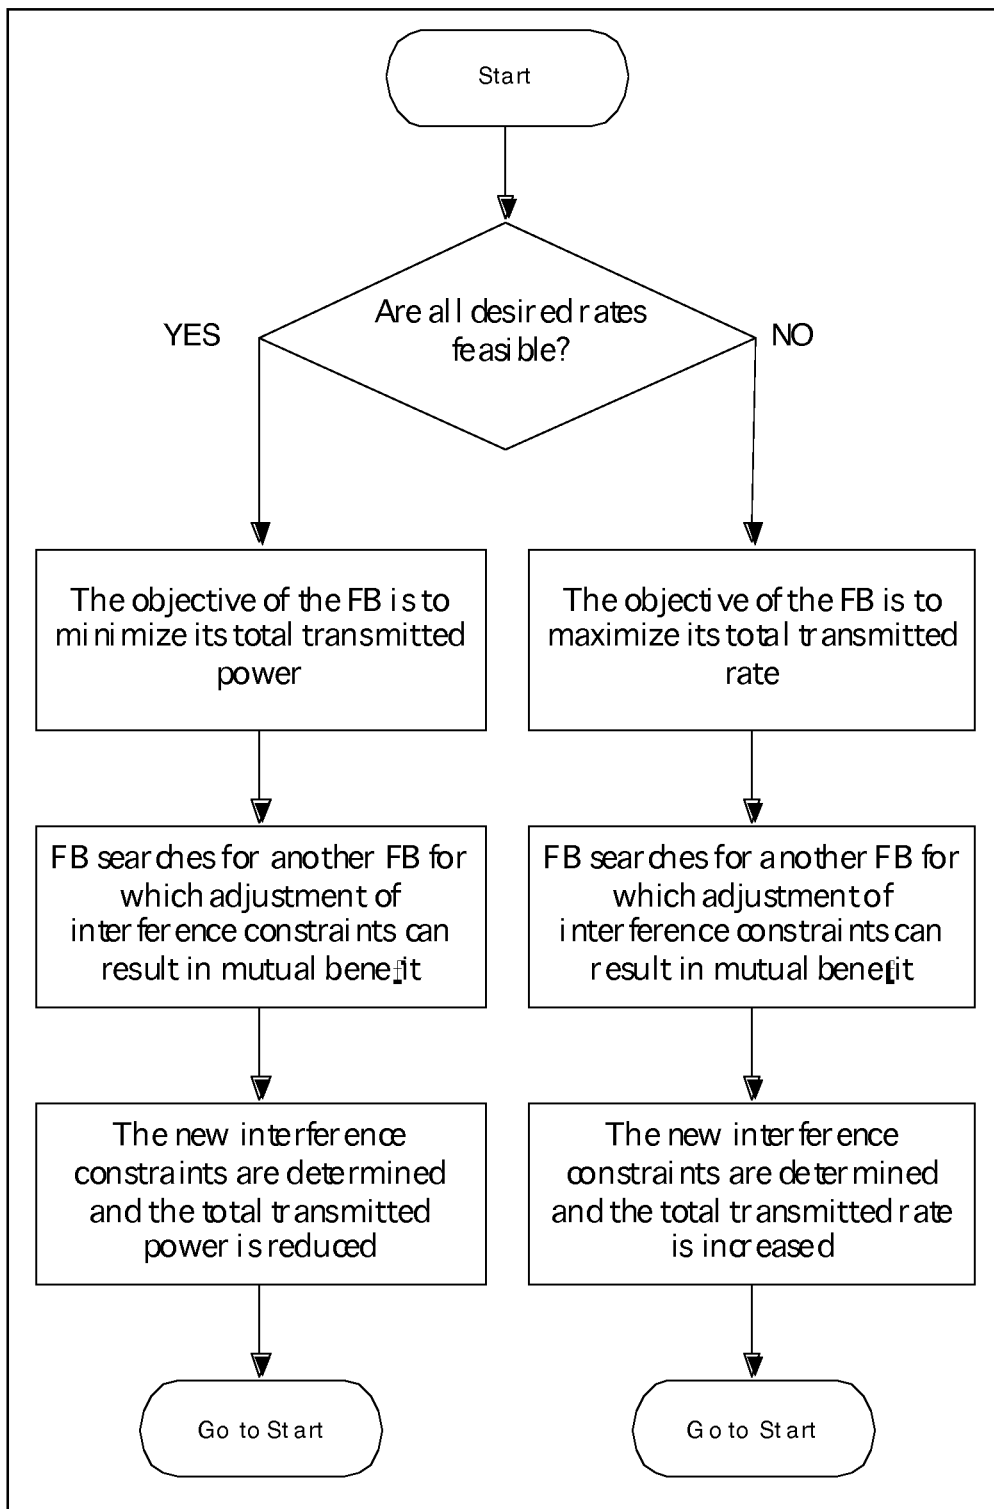 Start
Are all desired rates
feasible?
YES
NO
The objective of the FB is to
minimize its total transmitted
power
The objective of the FB is to
maximize its total transmitted
rate
FB searches for another FB for
which adjustment of
interference constraints can
result in mutual benefit
FB searches for another FB for
which adjustment of
interference constraints can
result in mutual benefit
The new interference
constraints are determined
and the total transmitted
power is reduced
The new interference
constraints are determined
and the total transmitted rate
is increased
Go to Start
Go to Start